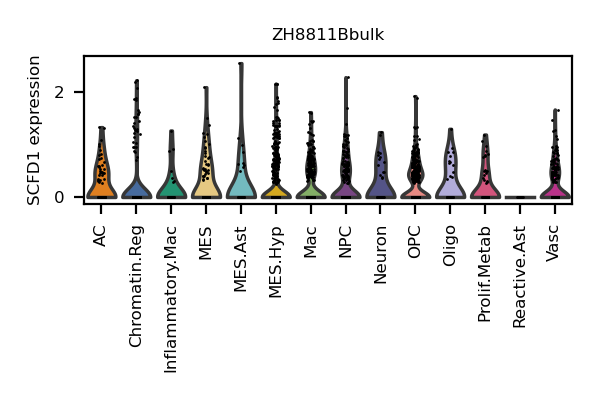 ZH8811Bbulk
SCFD1 expression
2
0
AC
Chromatin.Reg
Inflammatory.Mac
MES
MES.Ast
MES.Hyp
Mac
NPC
Neuron
OPC
Oligo
Prolif.Metab
Reactive.Ast
Vasc